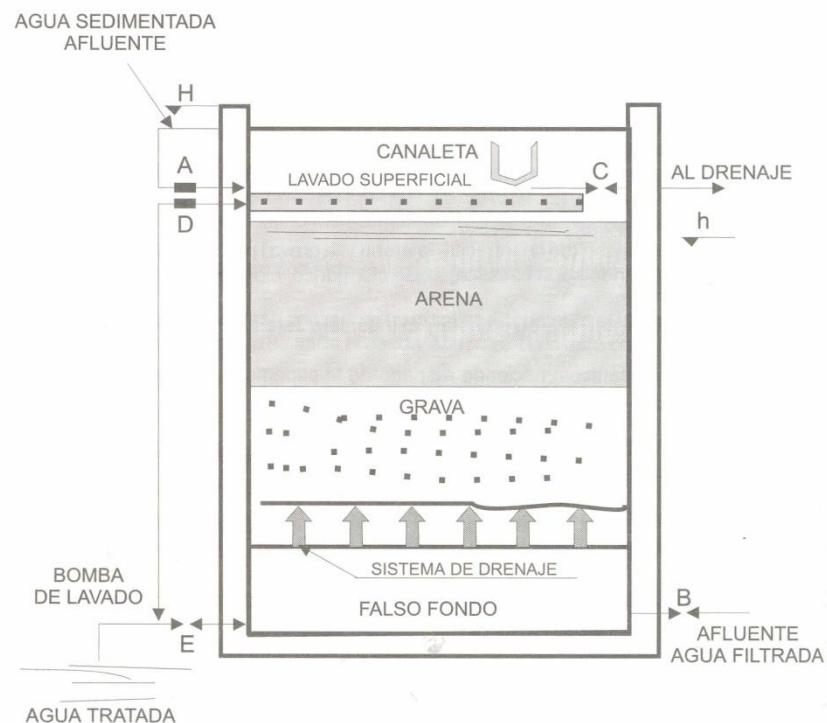 AGUA SEDIMENTADA
AFLUENTE
H
CANALETA
A
LAVADO SUPERFICIAL
C
AL DRENAJE
D
h
ARENA
GRAVA
BOMBA
DE LAVADO
SISTEMA DE DRENAJE
FALSO FONDO
B
E
AFLUENTE
AGUA FILTRADA
AGUA TRATADA